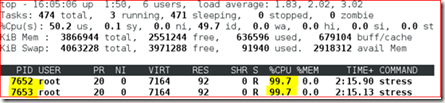 top - 16:05:06 up 1:50, 6 users, load average: 1.83, 2.02, 3.02
Tasks: 474 total, 3 running, 471 sleeping, 0 stopped, 0 zombie
%Cpu(s): 50.2 us, 0.1 sy, 0.0 ni, 49.7 id, 0.0 wa, 0.0 hi, 0.0 si, 0.0 st
KiB Mem : 3866944 total, 2551244 free, 636596 used, 679104 buff/cache
KiB Swap: 4063228 total, 3971288 free, 91940 used. 2918312 avail Mem
PID USER PR NI VIRT RES SHR S %CPU %MEM TIME+ COMMAND
7652 root 20 0 7164 92 0 R 99.7 0.0 2:15.90 stress
7653 root 20 0 7164 92 0 R 99.7 0.0 2:15.13 stress